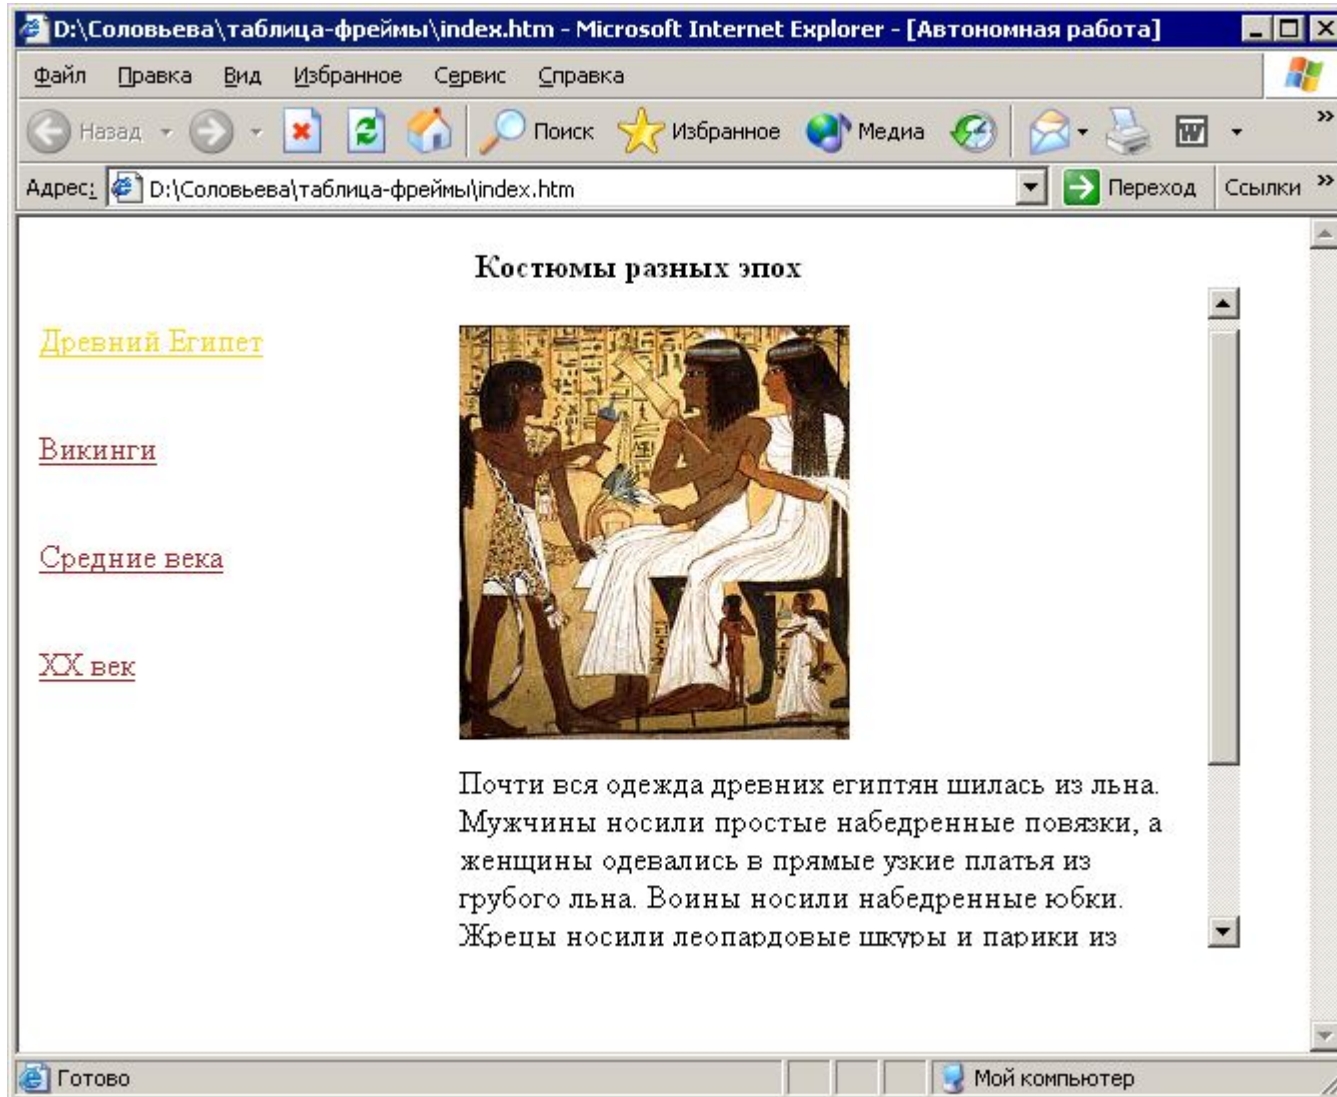 D:\Соловьева\таблица-фреймы\index.htm - Microsoft Internet Explorer - [Автономная работа]
Файл Правка Вид Избранное Сервис Справка
Назад Поиск Избранное Медиа »
Адрес: D:\Соловьева\таблица-фреймы\index.htm Переход Ссылки »
Костюмы разных эпох
Древний Египет
Викинги
Средние века
XX век
Почти вся одежда древних египтян шилась из льна.
Мужчины носили простые набедренные повязки, а
женщины одевались в прямые узкие платья из
грубого льна. Воины носили набедренные юбки.
Жрецы носили леопардовые шкуры и парики из
Готово Мой компьютер